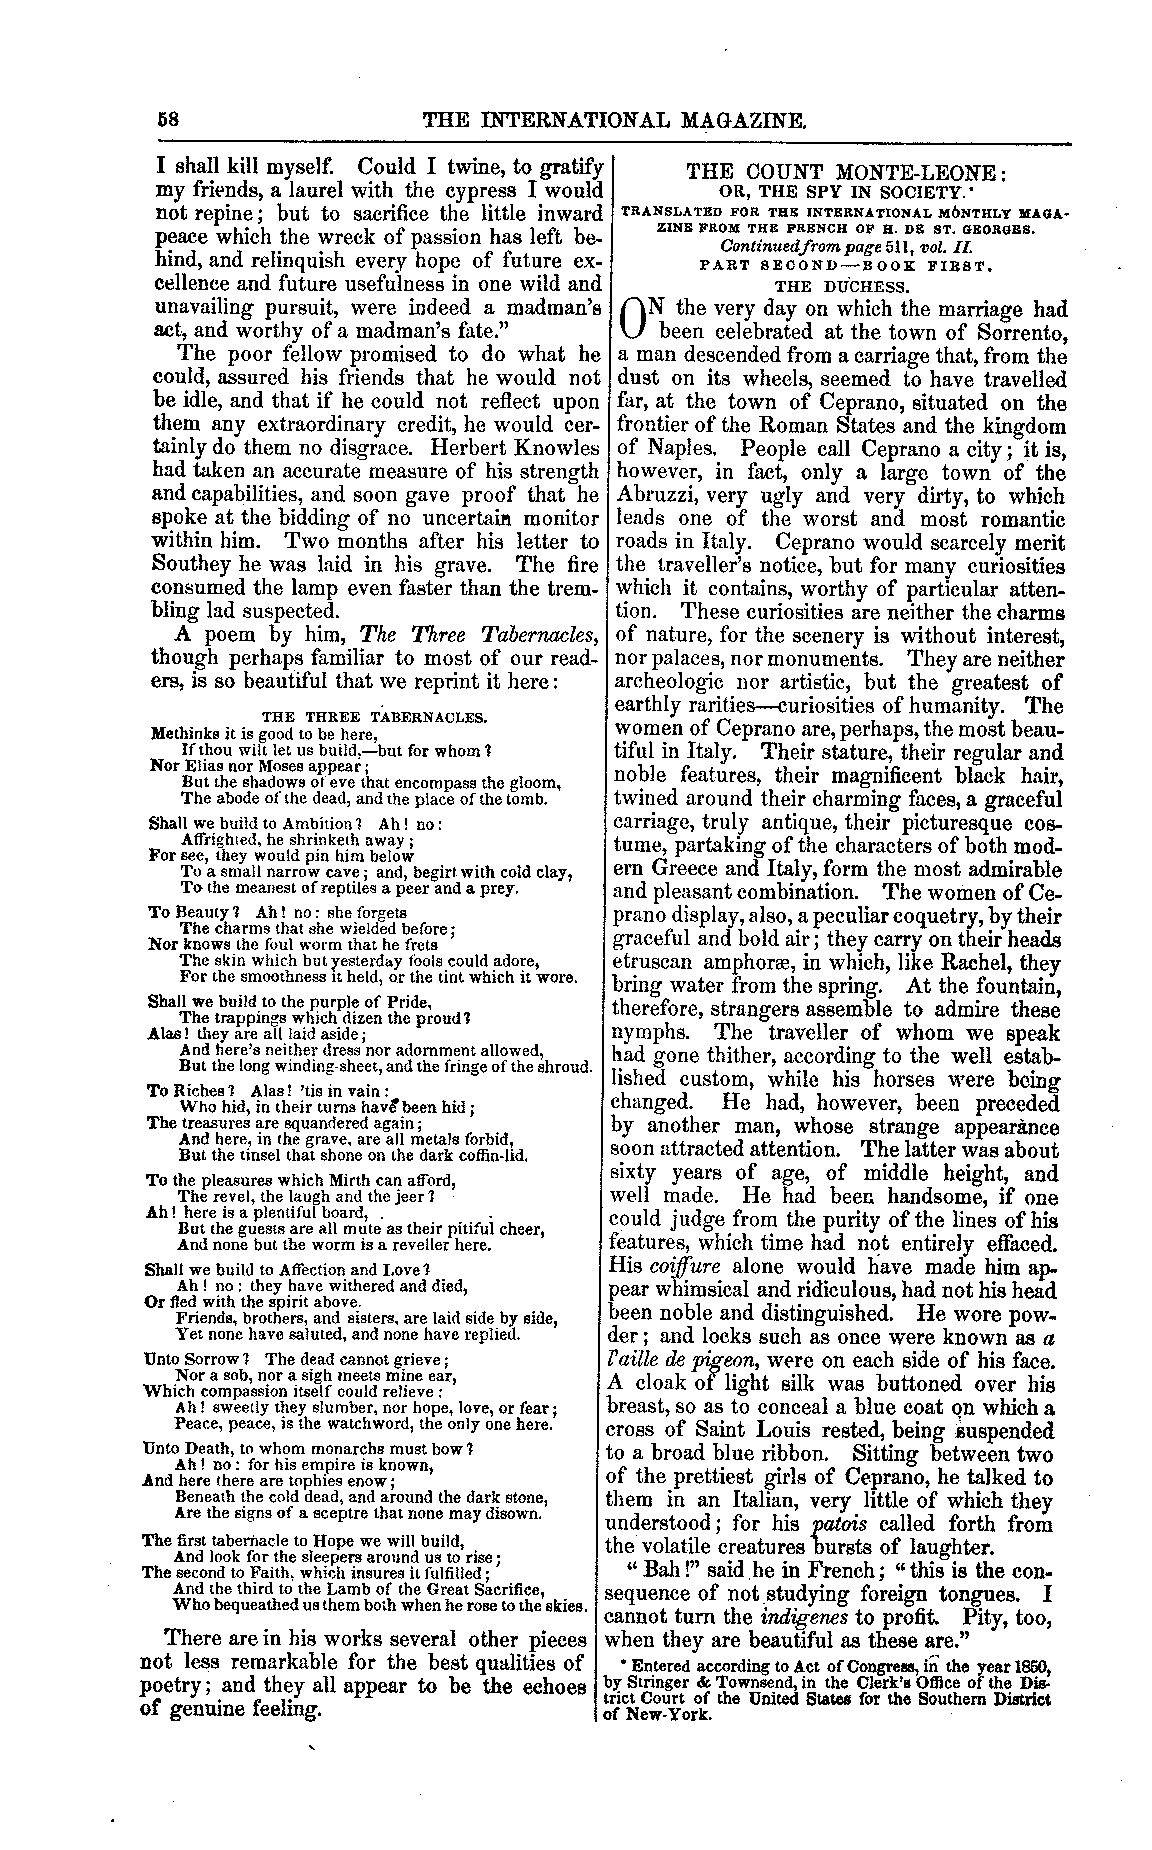 58
THE INTERNATIONAL MAGAZINE.
I shall kill myself. Could I twine, to gratify
my friends, a laurel with the cypress I would
not repine; but to sacrifice the little inward
peace which the wreck of passion has left be-
hind, and relinquish every hope of future ex-
cellence and future usefulness in one wild and
unavailing pursuit, were indeed a madman's
act, and worthy of a madman's fate.”
The poor fellow promised to do what he
could, assured his friends that he would not
be idle, and that if he could not reflect upon
them any extraordinary credit, he would cer-
tainly do them no disgrace. Herbert Knowles
had taken an accurate measure of his strength
and capabilities, and soon gave proof that he
spoke at the bidding of no uncertain monitor
within him. Two months after his letter to
Southey he was laid in his grave. The fire
consumed the lamp even faster than the trem-
bling lad suspected.
A poem by him, The Three Tabernacles,
though perhaps familiar to most of our read-
ers, is so beautiful that we reprint it here:
THE THREE TABERNACLES.
Methinks it is good to be here,
If thou wilt let us build,—but for whom?
Nor Elias nor Moses appear;
But the shadows of eve that encompass the gloom,
The abode of the dead, and the place of the tomb.
Shall we build to Ambition? Ah! no:
Affrighted, he shrinketh away;
For see, they would pin him below
To a small narrow cave; and, begirt with cold clay,
To the meanest of reptiles a peer and a prey.
To Beauty? Ah! no: she forgets
The charms that she wielded before;
Nor knows the foul worm that he frets
The skin which but yesterday fools could adore,
For the smoothness it held, or the tint which it wore.
Shall we build to the purple of Pride,
The trappings which dizen the proud?
Alas! they are all laid aside;
And here's neither dress nor adornment allowed,
But the long winding-sheet, and the fringe of the shroud.
To Riches? Alas! 'tis in vain:
Who hid, in their turns have been hid;
The treasures are squandered again;
And here, in the grave, are all metals forbid,
But the tinsel that shone on the dark coffin-lid.
To the pleasures which Mirth can afford,
The revel, the laugh and the jeer?
Ah! here is a plentiful board,
But the guests are all mute as their pitiful cheer,
And none but the worm is a reveller here.
Shall we build to Affection and Love?
Ah! no: they have withered and died,
Or fled with the spirit above.
Friends, brothers, and sisters, are laid side by side,
Yet none have saluted, and none have replied.
Unto Sorrow? The dead cannot grieve;
Nor a sob, nor a sigh meets mine ear,
Which compassion itself could relieve:
Ah! sweetly they slumber, nor hope, love, or fear;
Peace, peace, is the watchword, the only one here.
Unto Death, to whom monarchs must bow?
Ah! no: for his empire is known,
And here there are tophies enow;
Beneath the cold dead, and around the dark stone,
Are the signs of a sceptre that none may disown.
The first tabernacle to Hope we will build,
And look for the sleepers around us to rise;
The second to Faith, which insures it fulfilled;
And the third to the Lamb of the Great Sacrifice,
Who bequeathed us them both when he rose to the skies.
There are in his works several other pieces
not less remarkable for the best qualities of
poetry; and they all appear to be the echoes
of genuine feeling.
THE COUNT MONTE-LEONE:
OR, THE SPY IN SOCIETY.*
TRANSLATED FOR THE INTERNATIONAL MONTHLY MAGA-
ZINE FROM THE FRENCH OF H. DE ST. GEORGES.
Continued from page 511, vol. II.
PART SECOND—BOOK FIRST.
THE DUCHESS.
ON the very day on which the marriage had
been celebrated at the town of Sorrento,
a man descended from a carriage that, from the
dust on its wheels, seemed to have travelled
far, at the town of Ceprano, situated on the
frontier of the Roman States and the kingdom
of Naples. People call Ceprano a city; it is,
however, in fact, only a large town of the
Abruzzi, very ugly and very dirty, to which
leads one of the worst and most romantic
roads in Italy. Ceprano would scarcely merit
the traveller's notice, but for many curiosities
which it contains, worthy of particular atten-
tion. These curiosities are neither the charms
of nature, for the scenery is without interest,
nor palaces, nor monuments. They are neither
archeologic nor artistic, but the greatest of
earthly rarities—curiosities of humanity. The
women of Ceprano are, perhaps, the most beau-
tiful in Italy. Their stature, their regular and
noble features, their magnificent black hair,
twined around their charming faces, a graceful
carriage, truly antique, their picturesque cos-
tume, partaking of the characters of both mod-
ern Greece and Italy, form the most admirable
and pleasant combination. The women of Ce-
prano display, also, a peculiar coquetry, by their
graceful and bold air; they carry on their heads
etruscan amphoræ, in which, like Rachel, they
bring water from the spring. At the fountain,
therefore, strangers assemble to admire these
nymphs. The traveller of whom we speak
had gone thither, according to the well estab-
lished custom, while his horses were being
changed. He had, however, been preceded
by another man, whose strange appearance
soon attracted attention. The latter was about
sixty years of age, of middle height, and
well made. He had been handsome, if one
could judge from the purity of the lines of his
features, which time had not entirely effaced.
His coiffure alone would have made him ap-
pear whimsical and ridiculous, had not his head
been noble and distinguished. He wore pow-
der; and locks such as once were known as a
l'aille de pigeon, were on each side of his face.
A cloak of light silk was buttoned over his
breast, so as to conceal a blue coat on which a
cross of Saint Louis rested, being suspended
to a broad blue ribbon. Sitting between two
of the prettiest girls of Ceprano, he talked to
them in an Italian, very little of which they
understood; for his patois called forth from
the volatile creatures bursts of laughter.
“Bah!” said he in French; “this is the con-
sequence of not studying foreign tongues. I
cannot turn the indigenes to profit. Pity, too,
when they are beautiful as these are.”
* Entered according to Act of Congress, in the year 1850,
by Stringer & Townsend, in the Clerk's Office of the Dis-
trict Court of the United States for the Southern District
of New-York.